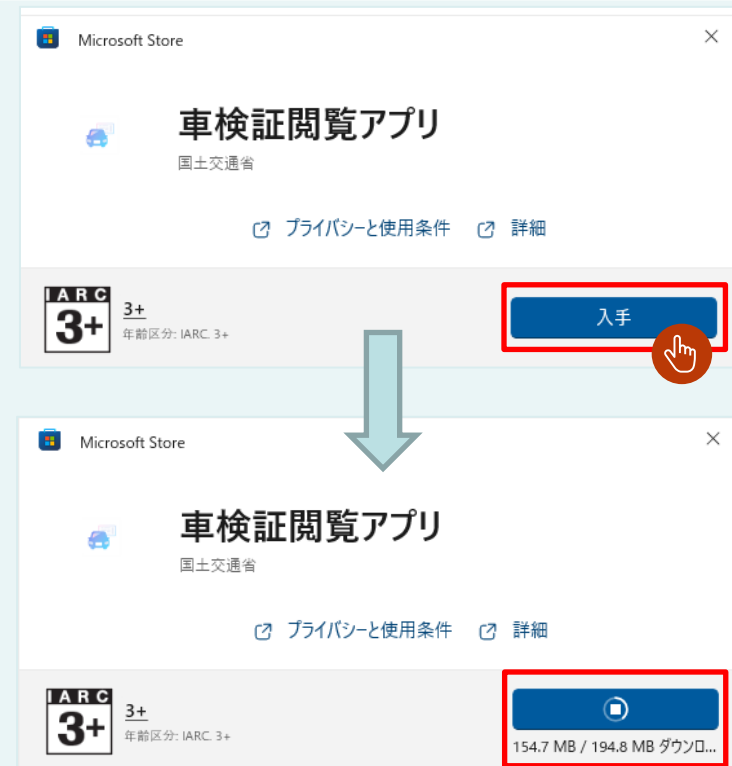 Microsoft Store
車検証閲覧アプリ
国土交通省
プライバシーと使用条件 詳細
IARC
3+
3+
年齢区分: IARC. 3+
入手
Microsoft Store
車検証閲覧アプリ
国土交通省
プライバシーと使用条件 詳細
IARC
3+
3+
年齢区分: IARC. 3+
154.7 MB / 194.8 MB ダウンロ...